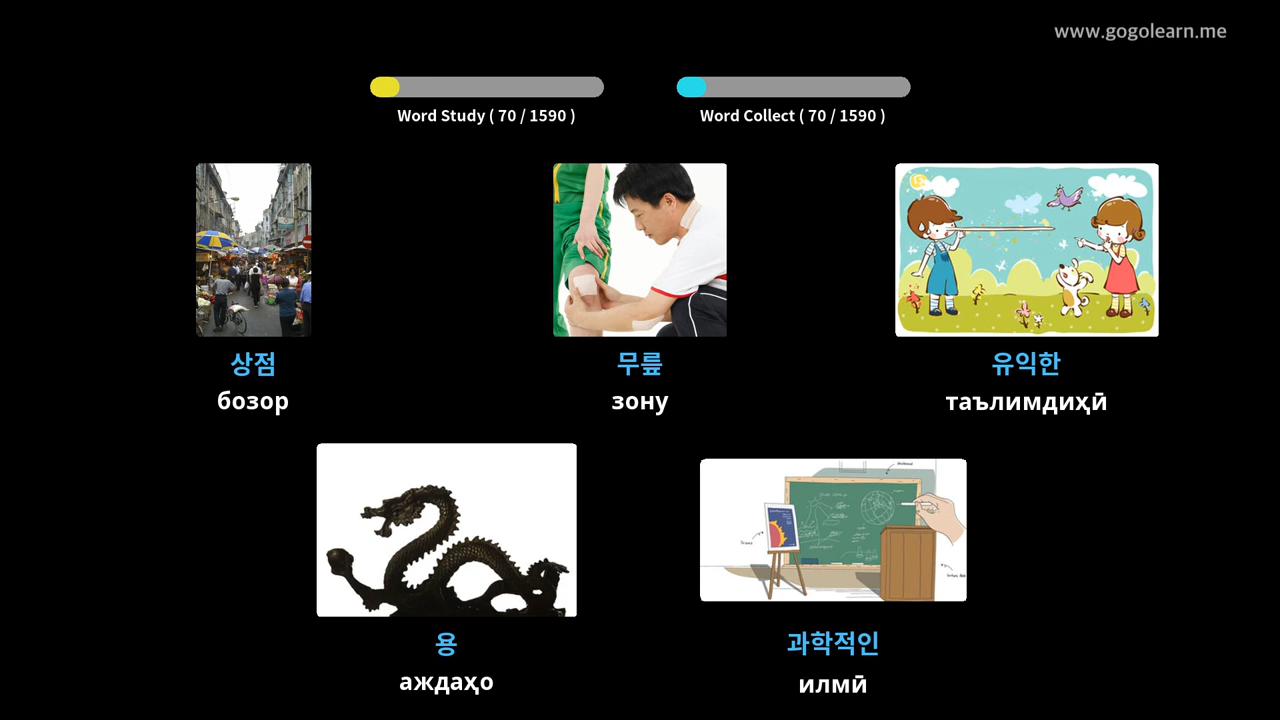 www.gogolearn.me
Word Study ( 70 / 1590 )
Word Collect ( 70 / 1590 )
상점
бозор
무릎
зону
유익한
таълимдиҳӣ
용
аждаҳо
과학적인
илмӣ